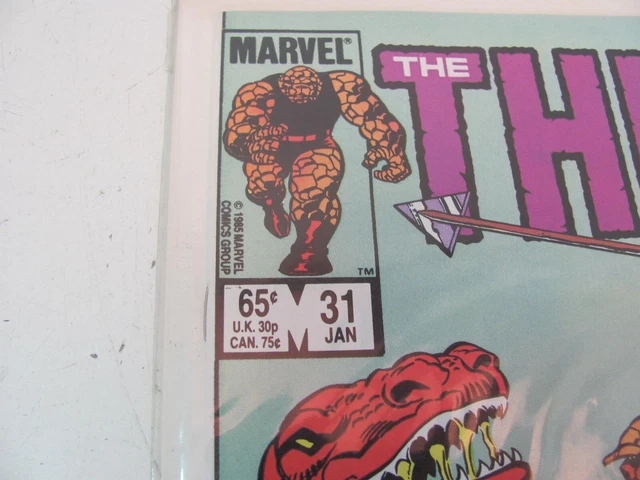 MARVEL®
THE
TH
© 1985 MARVEL
COMICS GROUP
TM
65¢
U.K. 30p
CAN. 75¢
31
JAN